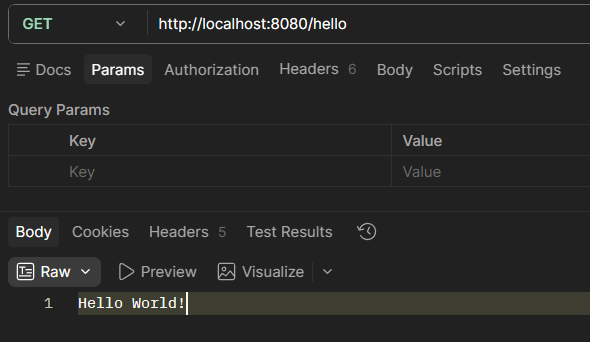 GET http://localhost:8080/hello
Docs Params Authorization Headers 6 Body Scripts Settings
Query Params
Key Value
Key Value
Body Cookies Headers 5 Test Results
Raw Preview Visualize
1 Hello World!